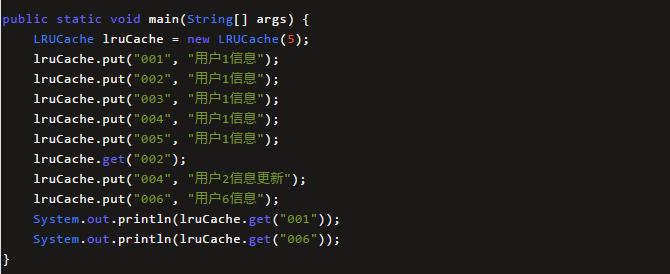 public static void main(String[] args) {
    LRUCache lruCache = new LRUCache(5);
    lruCache.put("001", "用户1信息");
    lruCache.put("002", "用户1信息");
    lruCache.put("003", "用户1信息");
    lruCache.put("004", "用户1信息");
    lruCache.put("005", "用户1信息");
    lruCache.get("002");
    lruCache.put("004", "用户2信息更新");
    lruCache.put("006", "用户6信息");
    System.out.println(lruCache.get("001"));
    System.out.println(lruCache.get("006"));
}